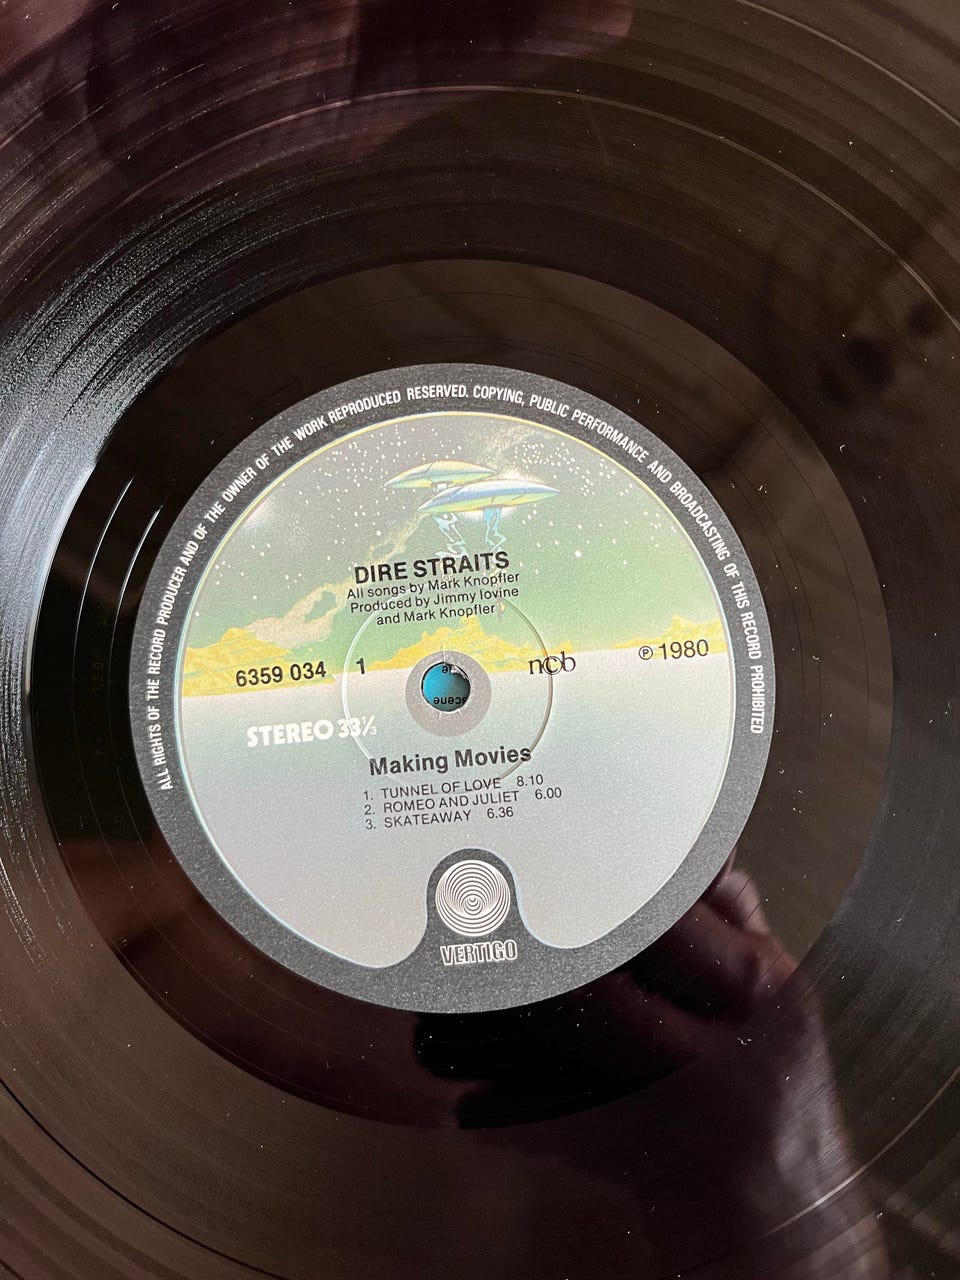 ALL RIGHTS OF THE RECORD PRODUCER AND OF THE OWNER OF THE WORK REPRODUCED RESERVED. COPYING, PUBLIC PERFORMANCE AND BROADCASTING OF THIS RECORD PROHIBITED
DIRE STRAITS
All songs by Mark Knopfler
Produced by Jimmy Iovine
and Mark Knopfler
6359 034 1 ncb ℗ 1980
scene
STEREO 33⅓
Making Movies
1. TUNNEL OF LOVE 8.10
2. ROMEO AND JULIET 6.00
3. SKATEAWAY 6.36
VERTIGO